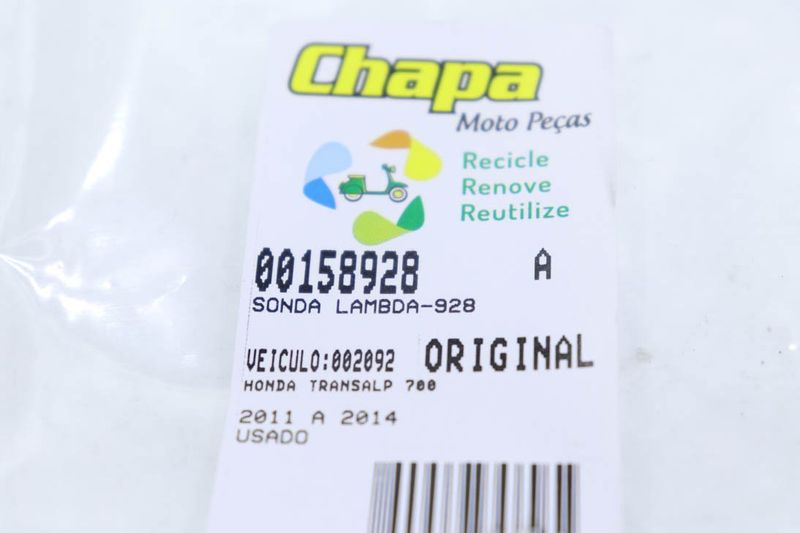 Chapa
Moto Peças
Recicle
Renove
Reutilize
00158928 A
SONDA LAMBDA-928
VEICULO:002092 ORIGINAL
HONDA TRANSALP 700
2011 A 2014
USADO